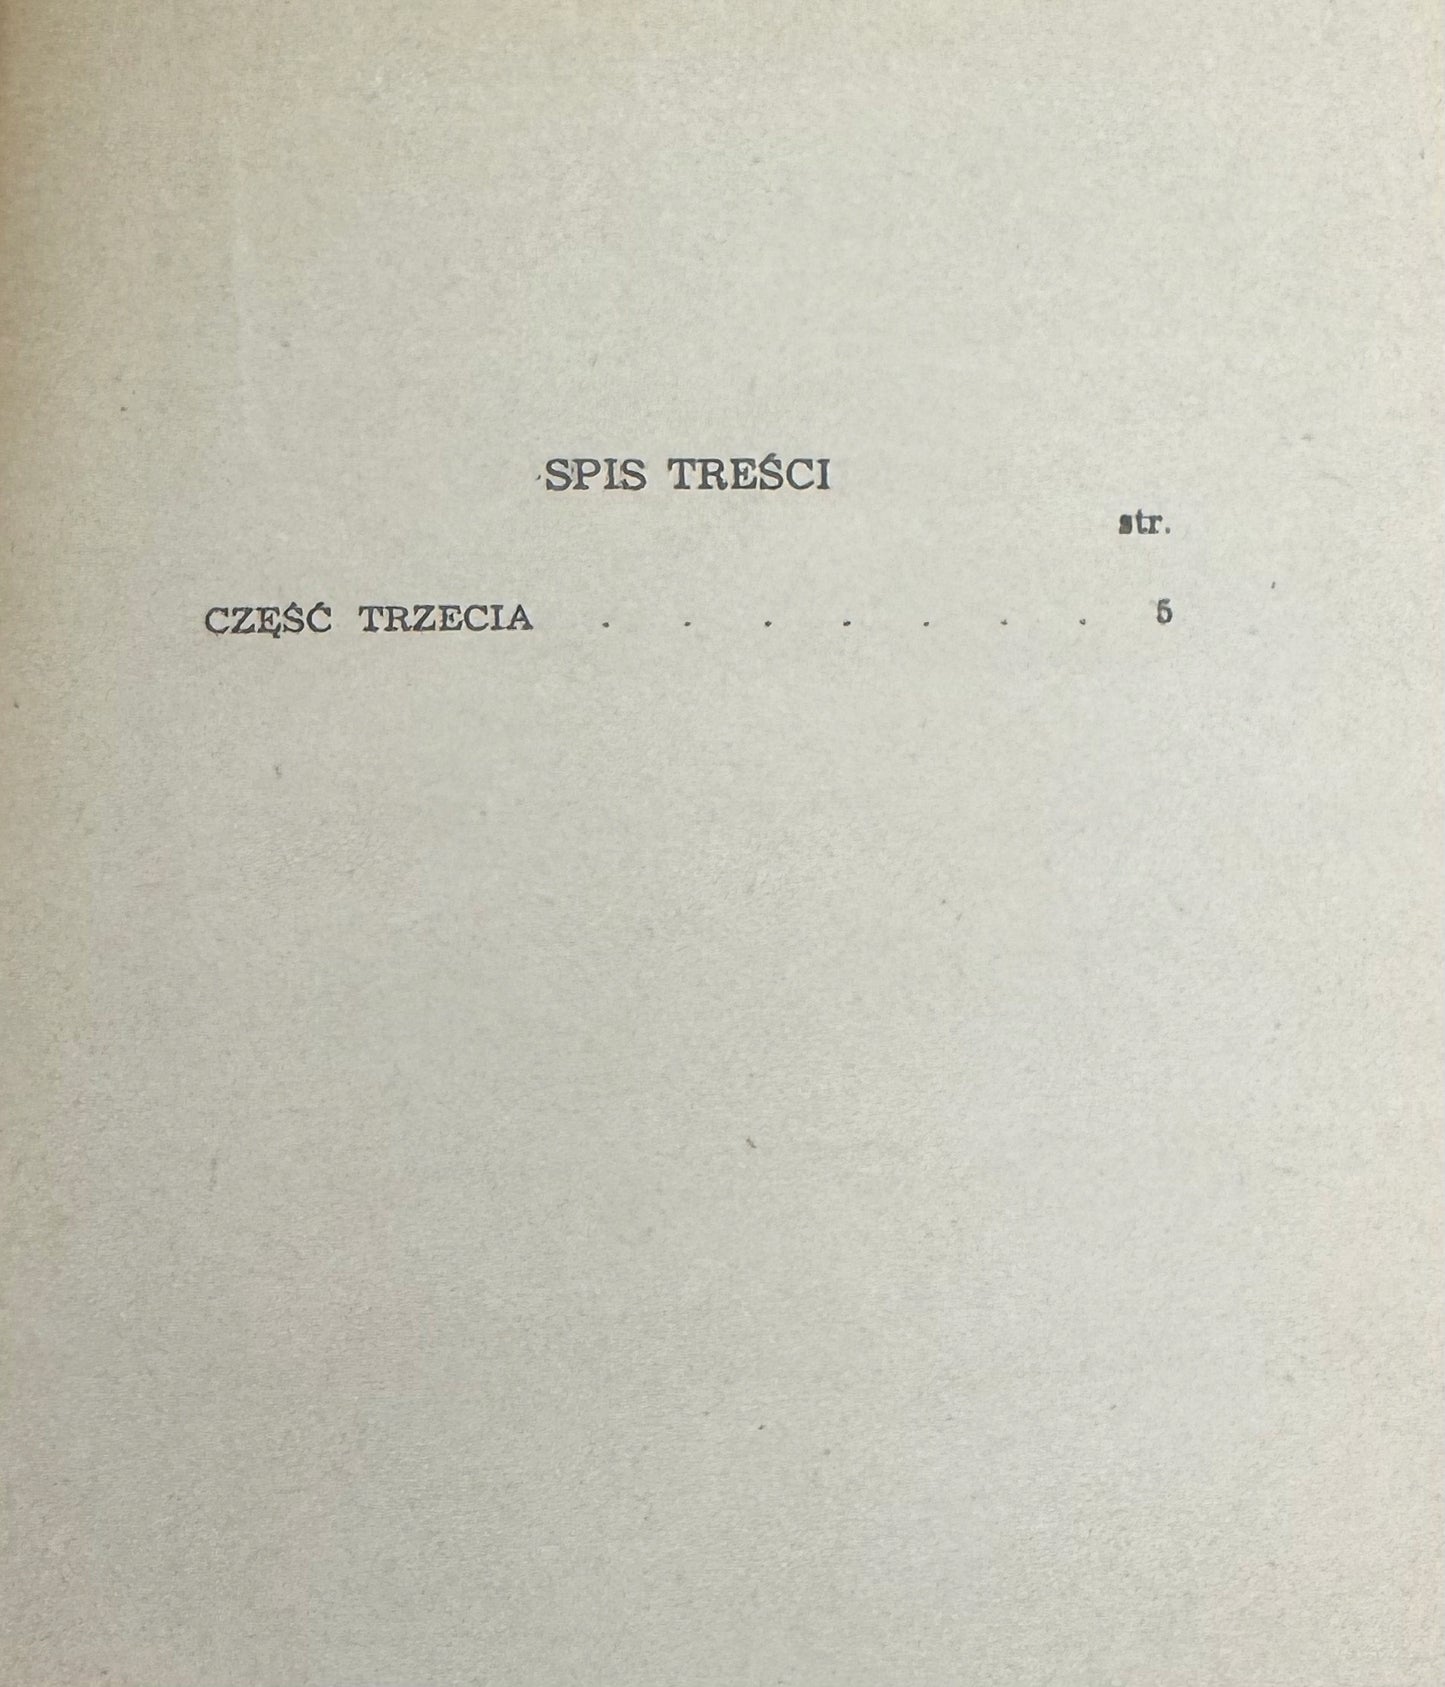 SPIS TREŚCI
str.
CZĘŚĆ TRZECIA . . . . . . . 5